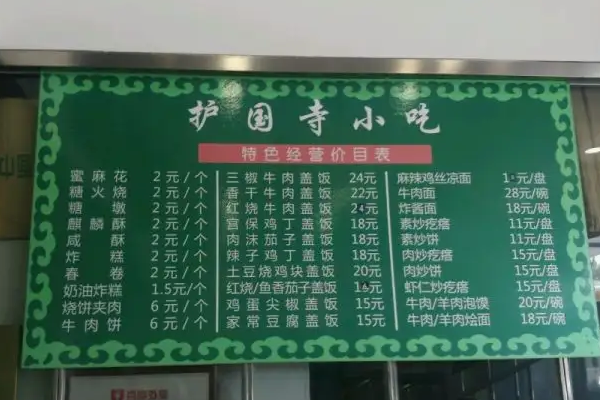 护国寺小吃
特色经营价目表
蜜麻花 2元/个
糖火烧 2元/个
糖墩 2元/个
麒麟酥 2元/个
咸酥 2元/个
炸糕 2元/个
春卷 2元/个
奶油炸糕 1.5元/个
烧饼夹肉 6元/个
牛肉饼 6元/个
三椒牛肉盖饭 24元
香干牛肉盖饭 22元
红烧牛肉盖饭 24元
宫保鸡丁盖饭 18元
肉沫茄子盖饭 18元
辣子鸡丁盖饭 18元
土豆烧鸡块盖饭 20元
红烧/鱼香茄子盖饭 15元
鸡蛋尖椒盖饭 15元
家常豆腐盖饭 15元
麻辣鸡丝凉面 元/盘
牛肉面 28元/碗
炸酱面 18元/碗
素炒疙瘩 11元/盘
素炒饼 11元/盘
肉炒疙瘩 15元/盘
肉炒饼 15元/盘
虾仁炒疙瘩 15元/盘
牛肉/羊肉泡馍 20元/碗
牛肉/羊肉烩面 18元/碗